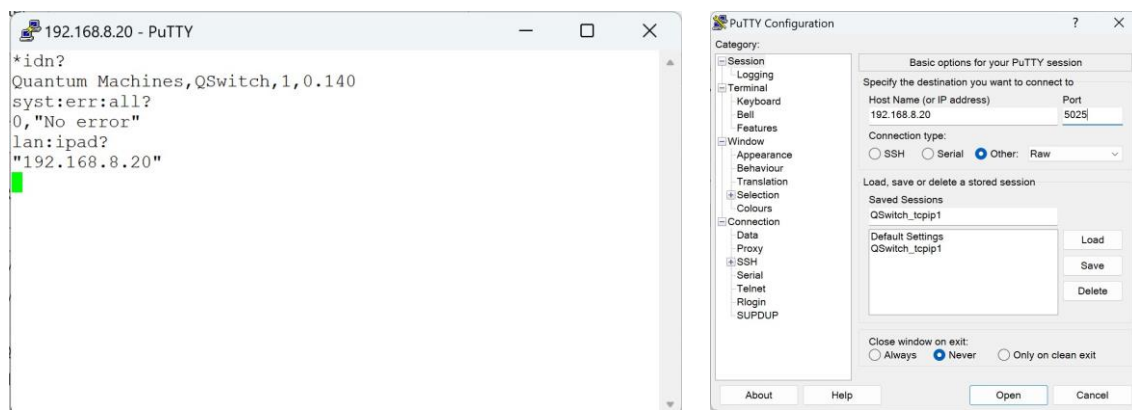 192.168.8.20 - PuTTY
*idn?
Quantum Machines,QSwitch,1,0.140
syst:err:all?
0,"No error"
lan:ipad?
"192.168.8.20"
PuTTY Configuration
Category:
Session
Logging
Terminal
Keyboard
Bell
Features
Window
Appearance
Behaviour
Translation
Selection
Colours
Connection
Data
Proxy
SSH
Serial
Telnet
Rlogin
SUPDUP
Basic options for your PuTTY session
Specify the destination you want to connect to
Host Name (or IP address) Port
192.168.8.20 5025
Connection type:
SSH Serial Other: Raw
Load, save or delete a stored session
Saved Sessions
QSwitch_tcpip1
Default Settings
QSwitch_tcpip1
Load
Save
Delete
Close window on exit:
Always Never Only on clean exit
About Help Open Cancel